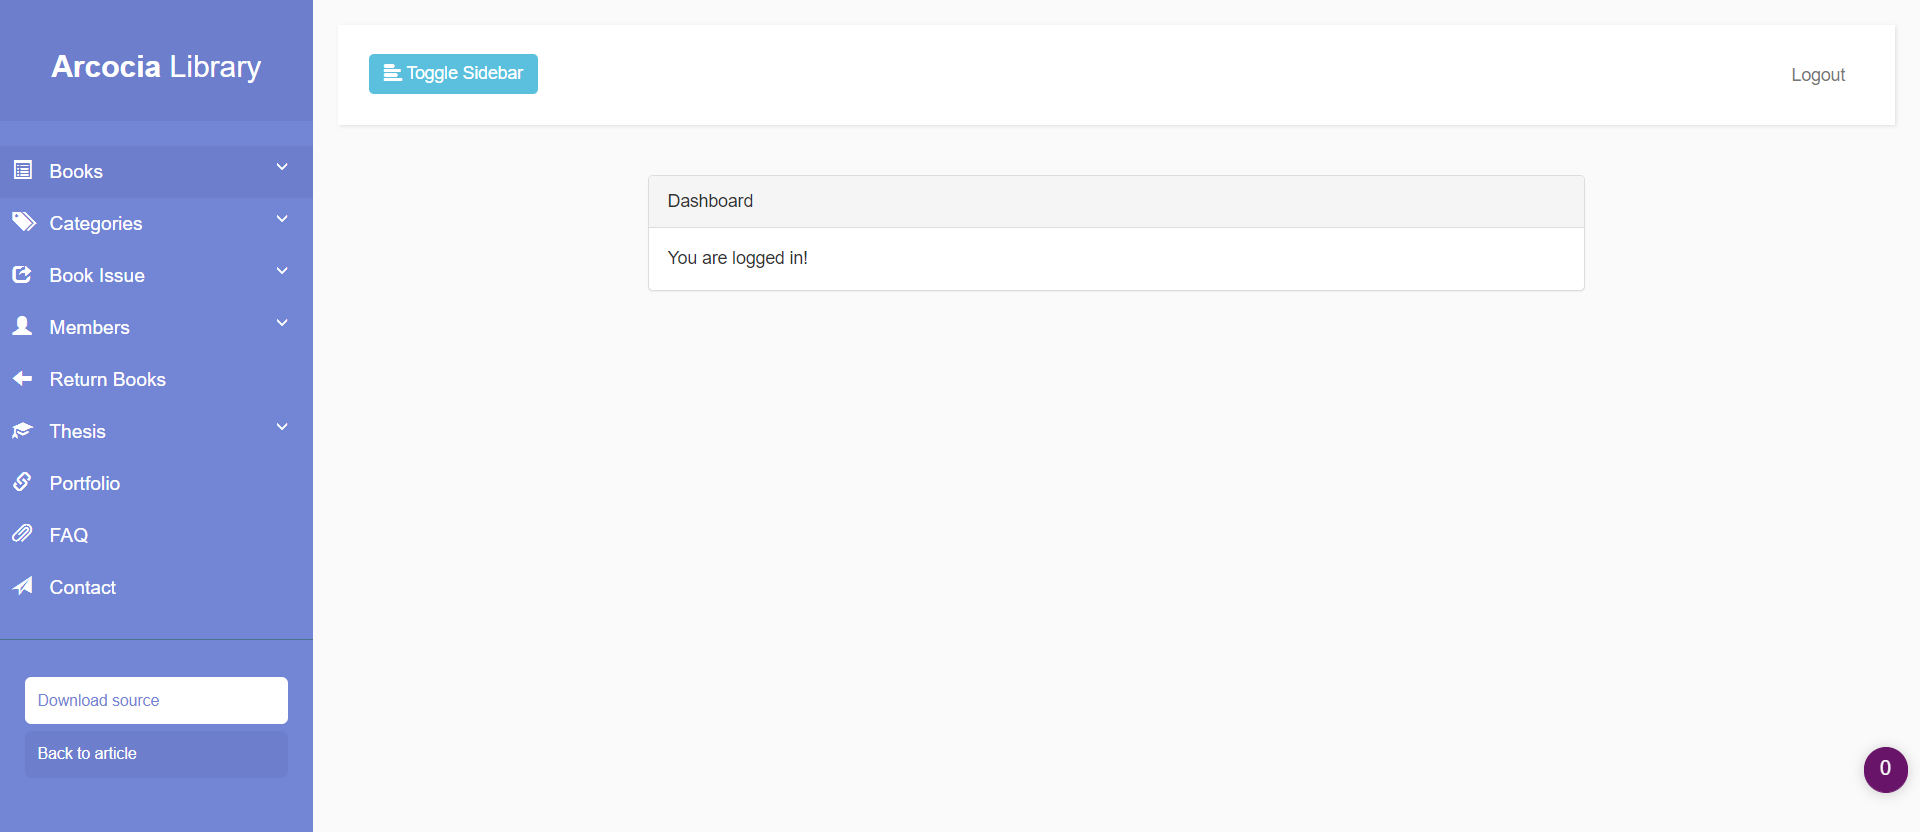 Arcocia Library
Toggle Sidebar
Logout
Books
Categories
Book Issue
Members
Return Books
Thesis
Portfolio
FAQ
Contact
Download source
Back to article
Dashboard
You are logged in!
0